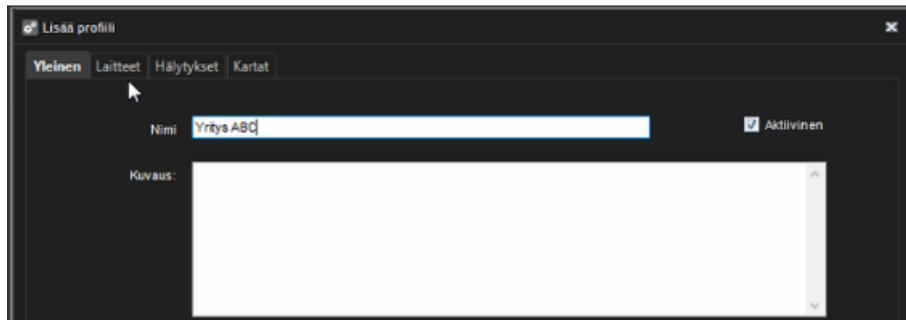 Lisää profiili
Yleinen Laitteet Hälytykset Kartat
Nimi Yritys ABC Aktiivinen
Kuvaus: